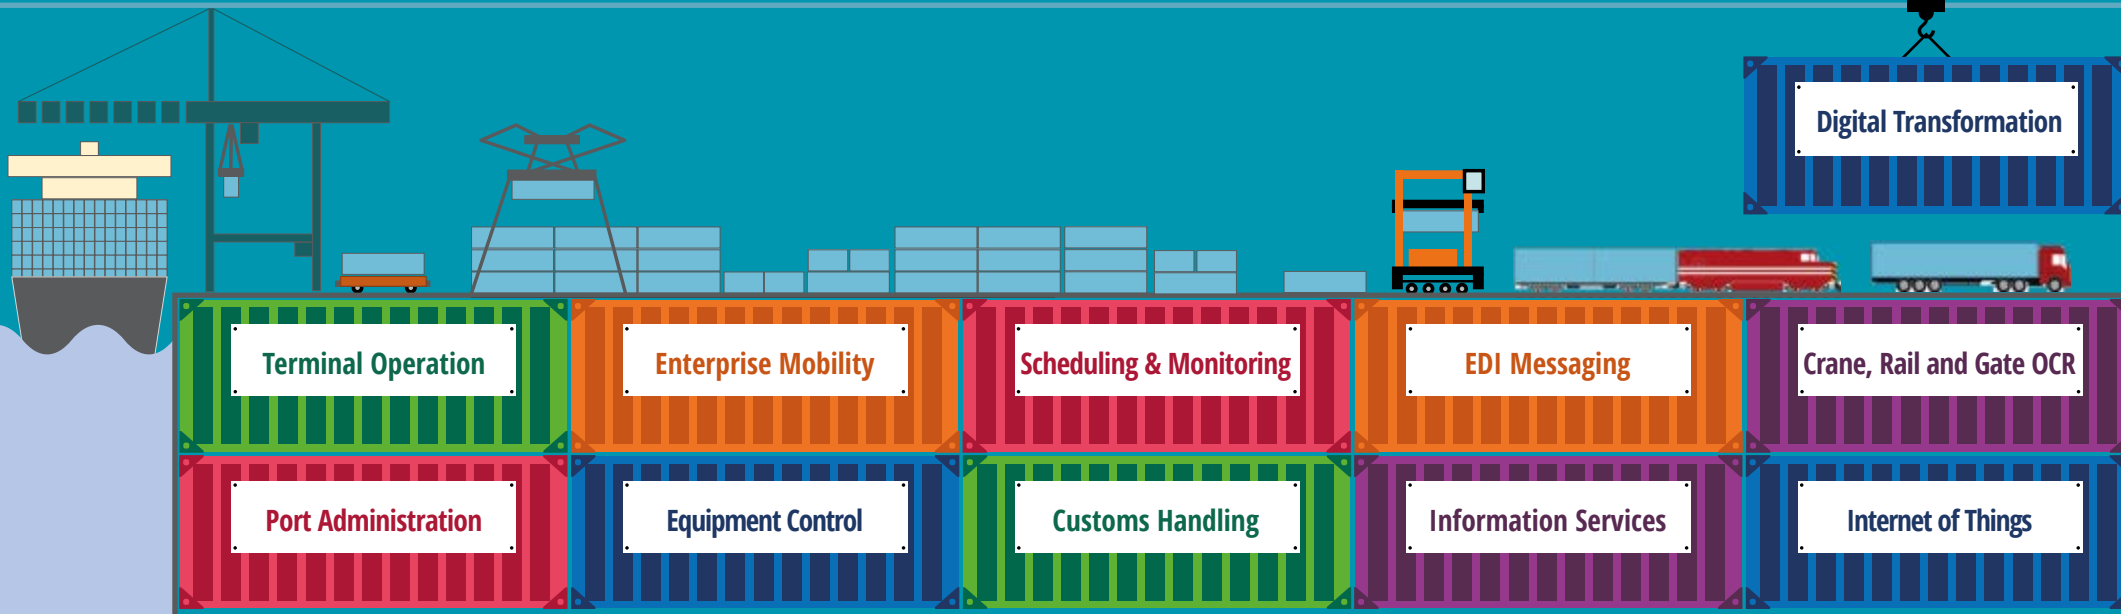 Digital Transformation
Terminal Operation
Enterprise Mobility
Scheduling & Monitoring
EDI Messaging
Crane, Rail and Gate OCR
Port Administration
Equipment Control
Customs Handling
Information Services
Internet of Things